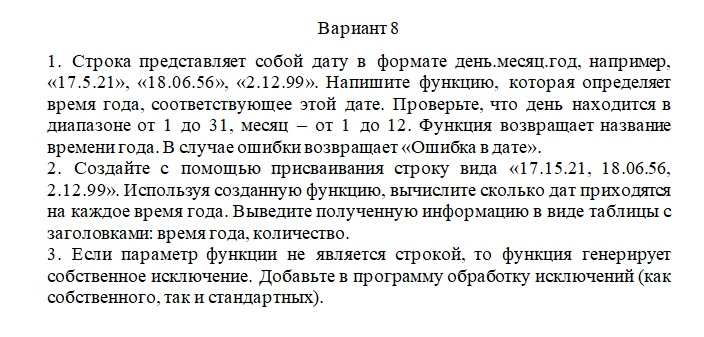 Вариант 8
1. Строка представляет собой дату в формате день.месяц.год, например,
«17.5.21», «18.06.56», «2.12.99». Напишите функцию, которая определяет
время года, соответствующее этой дате. Проверьте, что день находится в
диапазоне от 1 до 31, месяц – от 1 до 12. Функция возвращает название
времени года. В случае ошибки возвращает «Ошибка в дате».
2. Создайте с помощью присваивания строку вида «17.15.21, 18.06.56,
2.12.99». Используя созданную функцию, вычислите сколько дат приходятся
на каждое время года. Выведите полученную информацию в виде таблицы с
заголовками: время года, количество.
3. Если параметр функции не является строкой, то функция генерирует
собственное исключение. Добавьте в программу обработку исключений (как
собственного, так и стандартных).